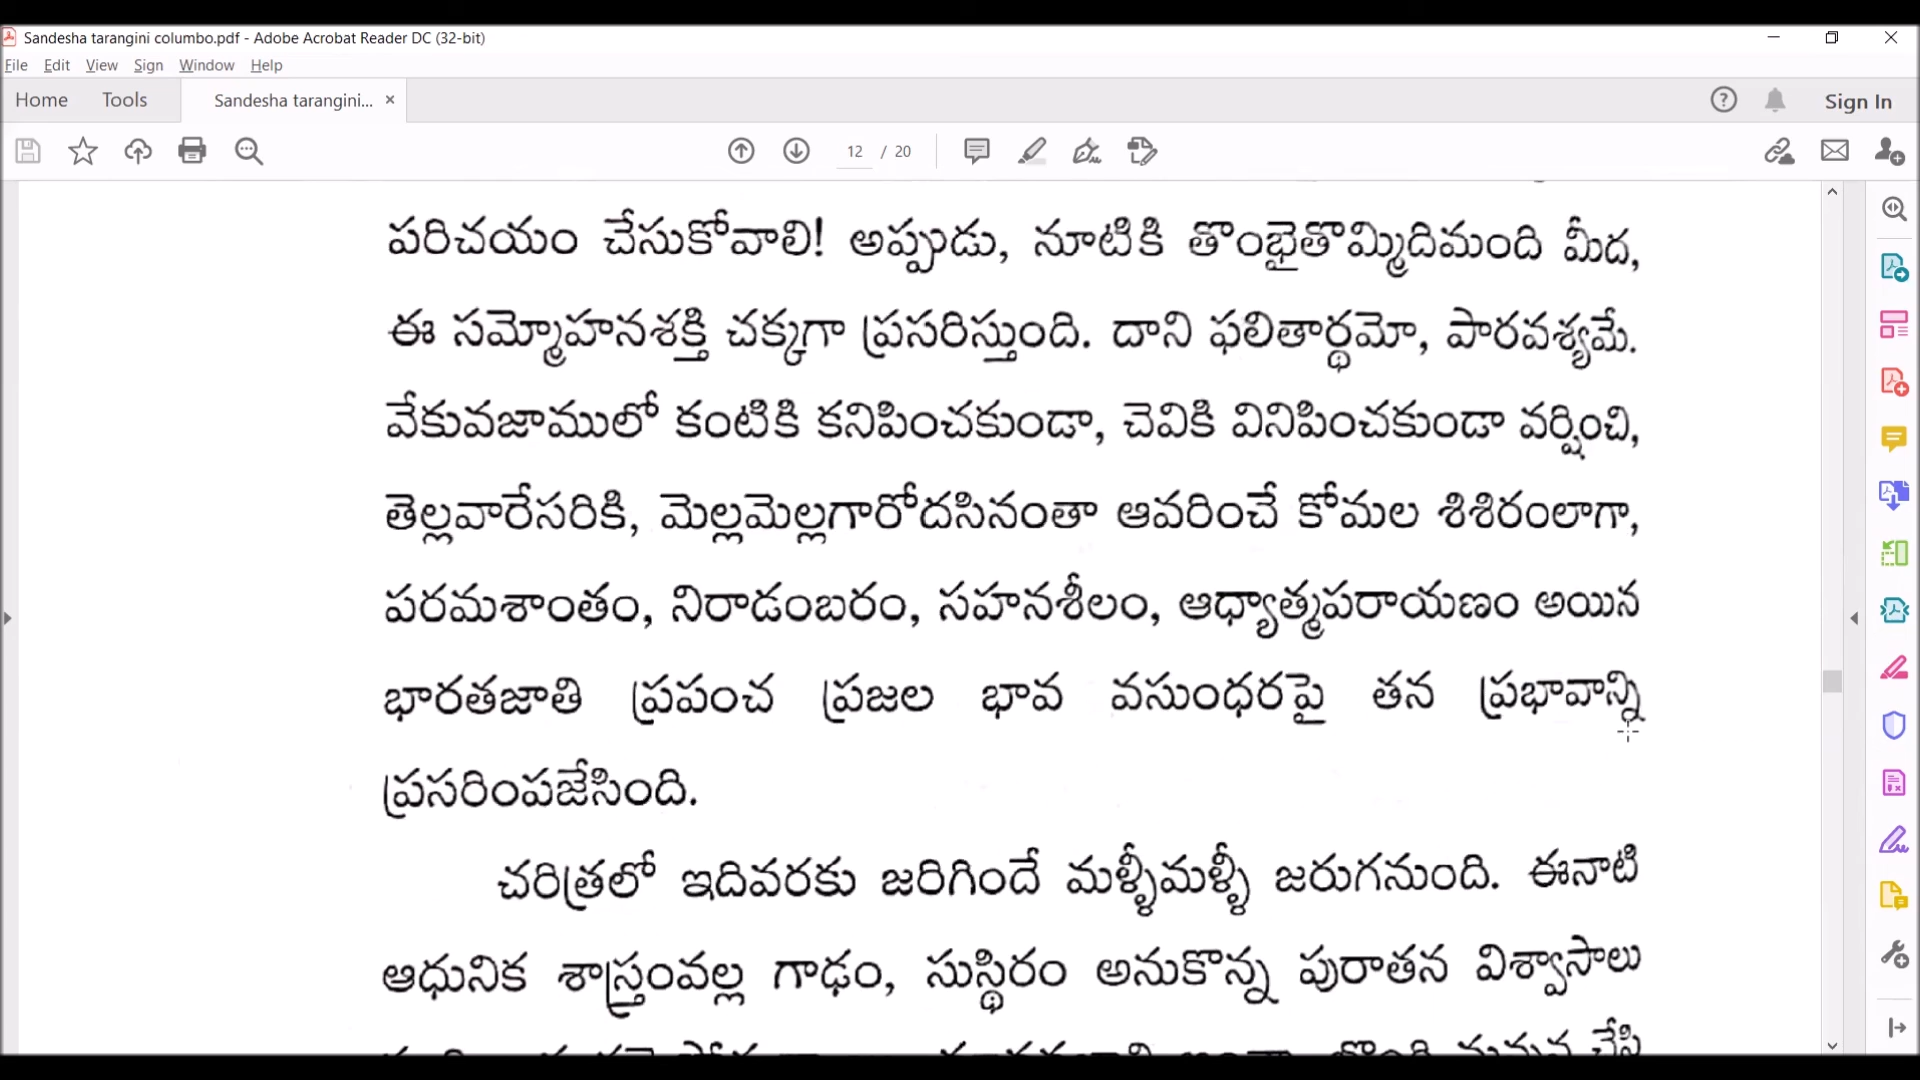 Sandesha tarangini columbo.pdf - Adobe Acrobat Reader DC (32-bit)
File Edit View Sign Window Help
Home Tools Sandesha tarangini... × Sign In
12 / 20
పరిచయం చేసుకోవాలి! అప్పుడు, నూటికి తొంభైతొమ్మిదిమంది మీద,
ఈ సమ్మోహనశక్తి చక్కగా ప్రసరిస్తుంది. దాని ఫలితార్థమో, పారవశ్యమే.
వేకువజాములో కంటికి కనిపించకుండా, చెవికి వినిపించకుండా వర్షించి,
తెల్లవారేసరికి, మెల్లమెల్లగారోదసినంతా ఆవరించే కోమల శిశిరంలాగా,
పరమశాంతం, నిరాడంబరం, సహనశీలం, ఆధ్యాత్మపరాయణం అయిన
భారతజాతి ప్రపంచ ప్రజల భావ వసుంధరపై తన ప్రభావాన్ని
ప్రసరింపజేసింది.
చరిత్రలో ఇదివరకు జరిగిందే మళ్ళీమళ్ళీ జరుగనుంది. ఈనాటి
ఆధునిక శాస్త్రంవల్ల గాఢం, సుస్థిరం అనుకొన్న పురాతన విశ్వాసాలు